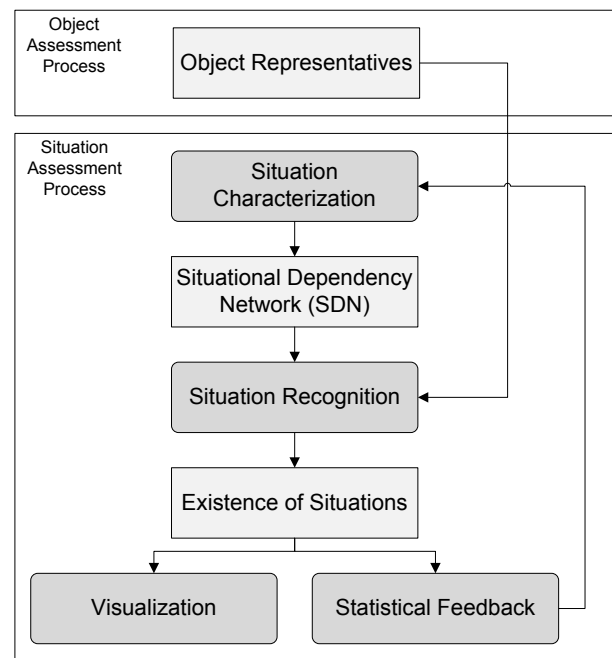 Object
Assessment
Process
Object Representatives
Situation
Assessment
Process
Situation
Characterization
Situational Dependency
Network (SDN)
Situation Recognition
Existence of Situations
Visualization
Statistical Feedback